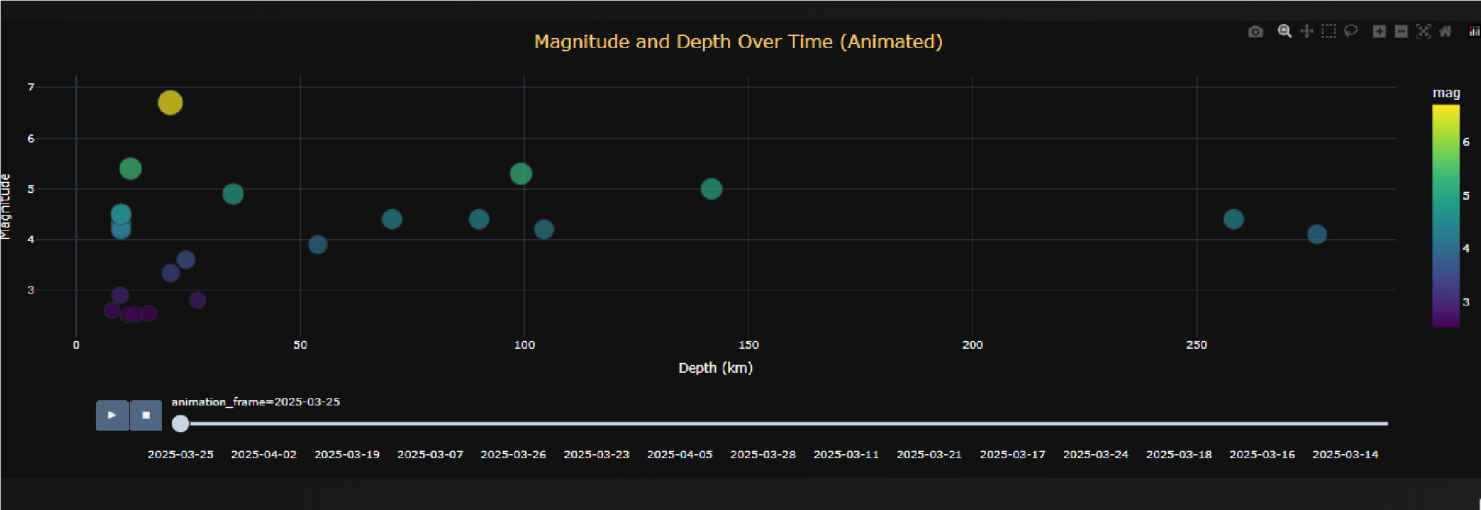 Magnitude and Depth Over Time (Animated)
mag
7
6
5
4
3
Magnitude
6
5
4
3
0 50 100 150 200 250
Depth (km)
animation_frame=2025-03-25
2025-03-25 2025-04-02 2025-03-19 2025-03-07 2025-03-26 2025-03-23 2025-04-05 2025-03-28 2025-03-11 2025-03-21 2025-03-17 2025-03-24 2025-03-18 2025-03-16 2025-03-14